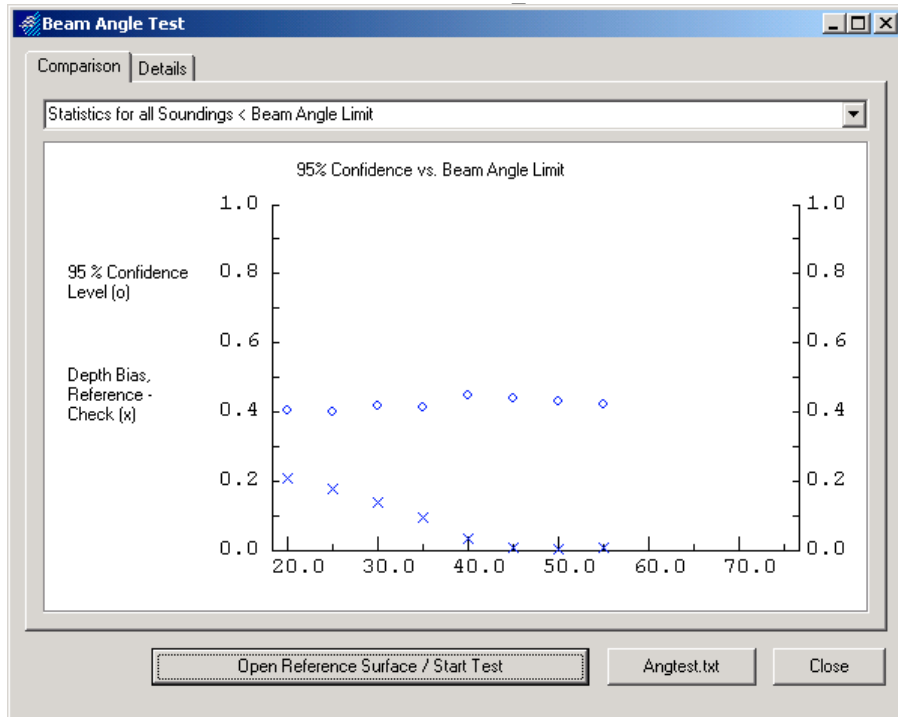 Beam Angle Test
Comparison
Details
Statistics for all Soundings < Beam Angle Limit
95% Confidence vs. Beam Angle Limit
95 % Confidence
Level (o)
Depth Bias,
Reference -
Check (x)
1.0
0.8
0.6
0.4
0.2
0.0
1.0
0.8
0.6
0.4
0.2
0.0
20.0 30.0 40.0 50.0 60.0 70.0
Open Reference Surface / Start Test
Angtest.txt
Close